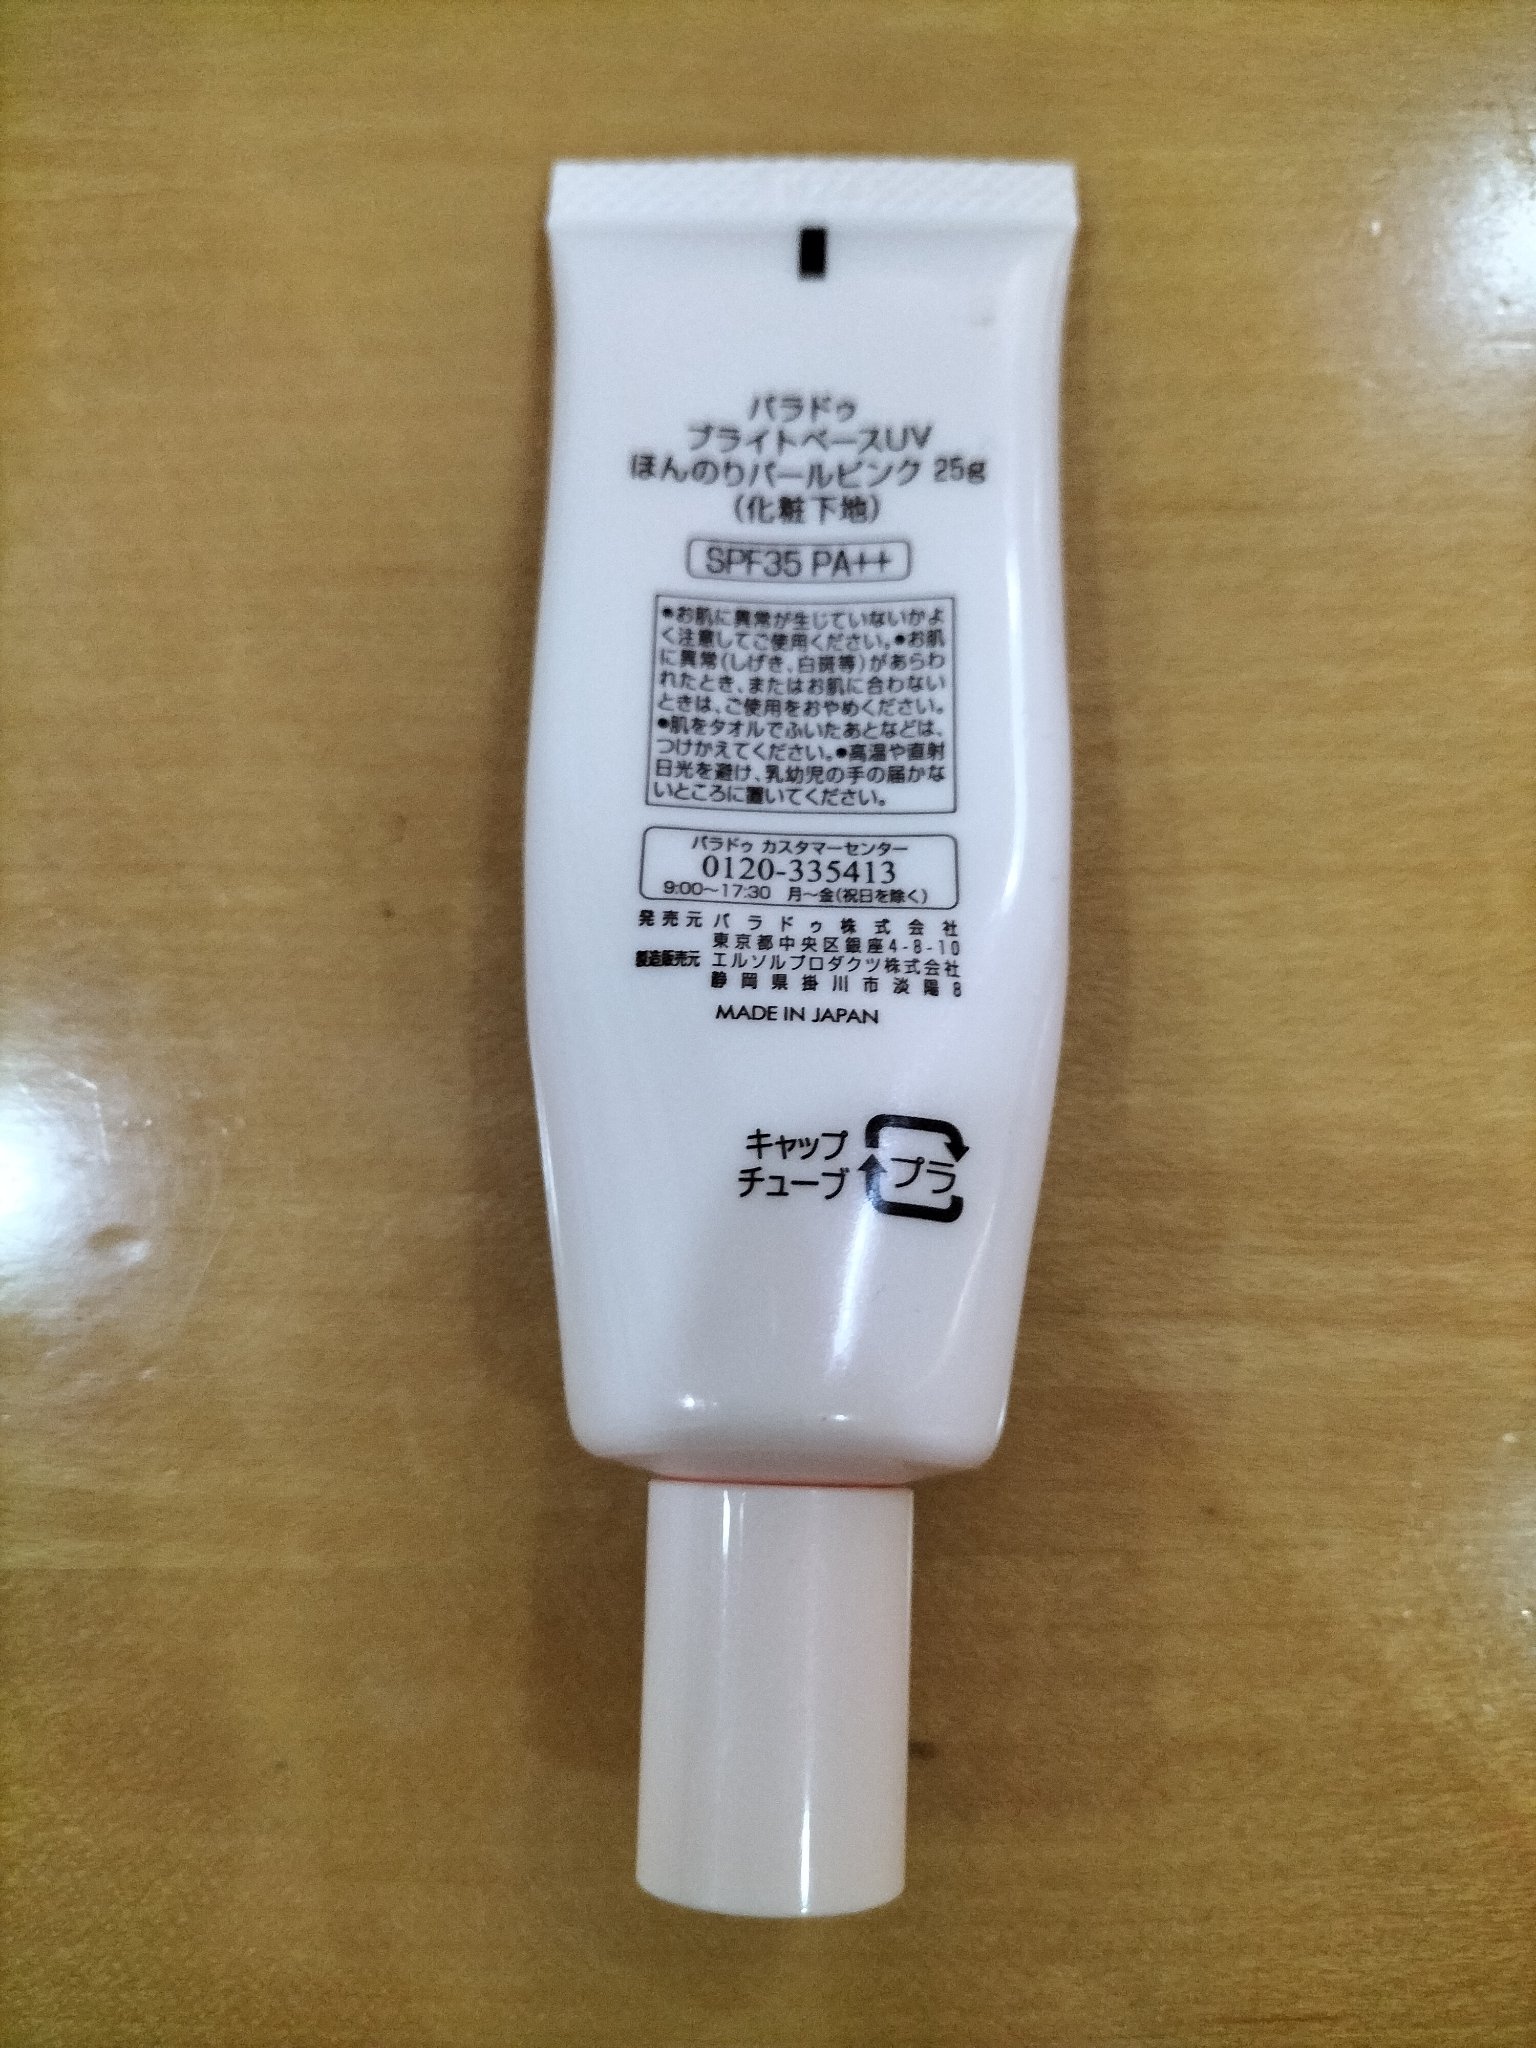 パラドゥ
ブライトベースUV
ほんのりパールピンク 25g
(化粧下地)
SPF35 PA++
●お肌に異常が生じていないかよ
く注意してご使用ください。●お肌
に異常(しげき、白斑等)があらわ
れたとき、またはお肌に合わない
ときは、ご使用をおやめください。
●肌をタオルでふいたあとなどは、
つけかえてください。●高温や直射
日光を避け、乳幼児の手の届かな
いところに置いてください。
パラドゥ カスタマーセンター
0120-335413
9:00〜17:30 月〜金(祝日を除く)
発売元 パラドゥ株式会社
東京都中央区銀座4-8-10
製造販売元 エルソルプロダクツ株式会社
静岡県掛川市淡陽8
MADE IN JAPAN
キャップ
チューブ
プラ